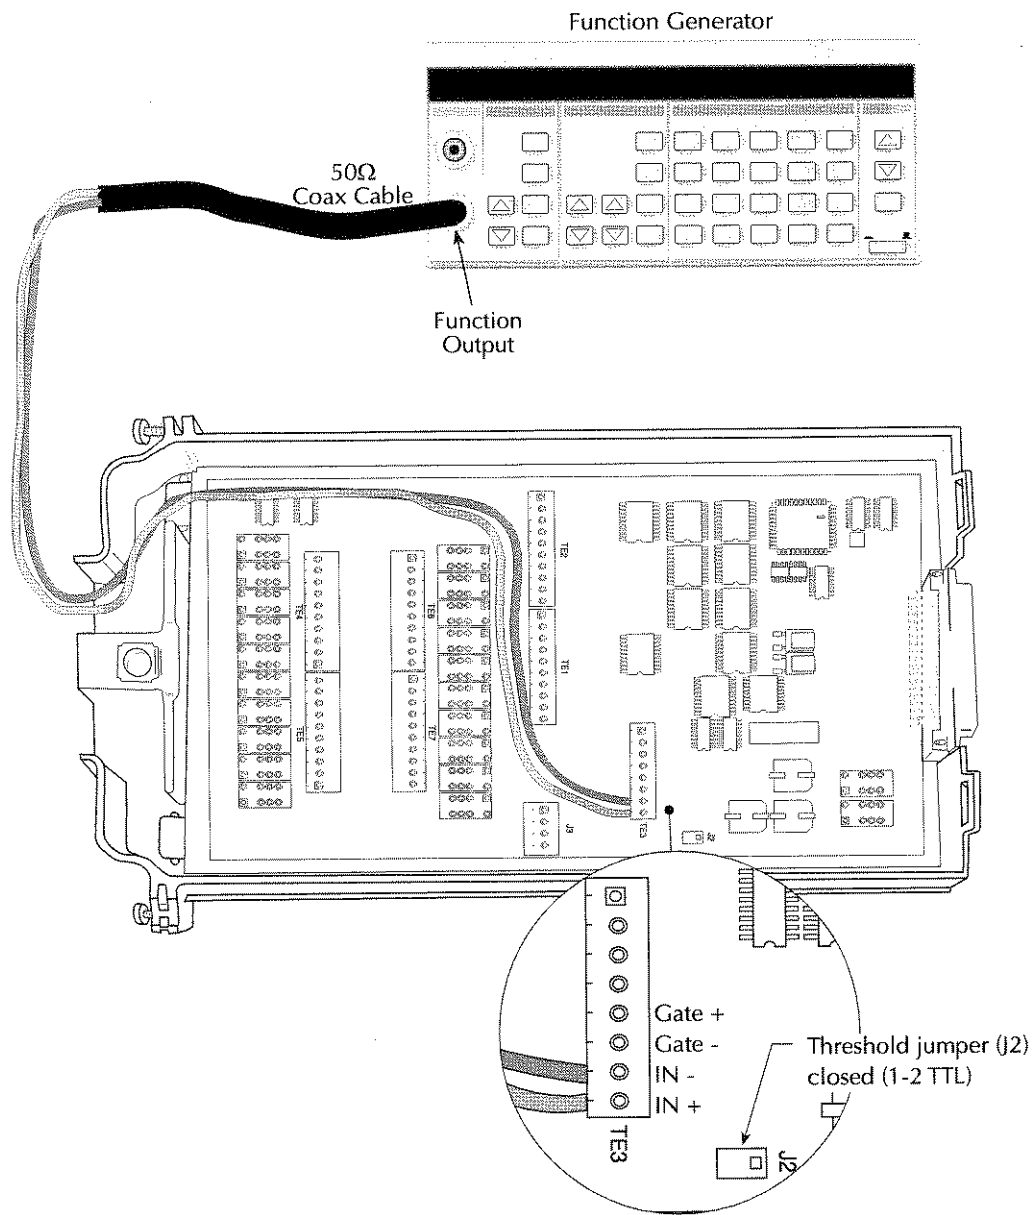 Function Generator
50Ω
Coax Cable
Function
Output
TE2
TE4
TE6
TE1
TE5
TE7
J3
TE3
J2
Gate +
Gate -
IN -
IN +
TE3
Threshold jumper (J2)
closed (1-2 TTL)
J2